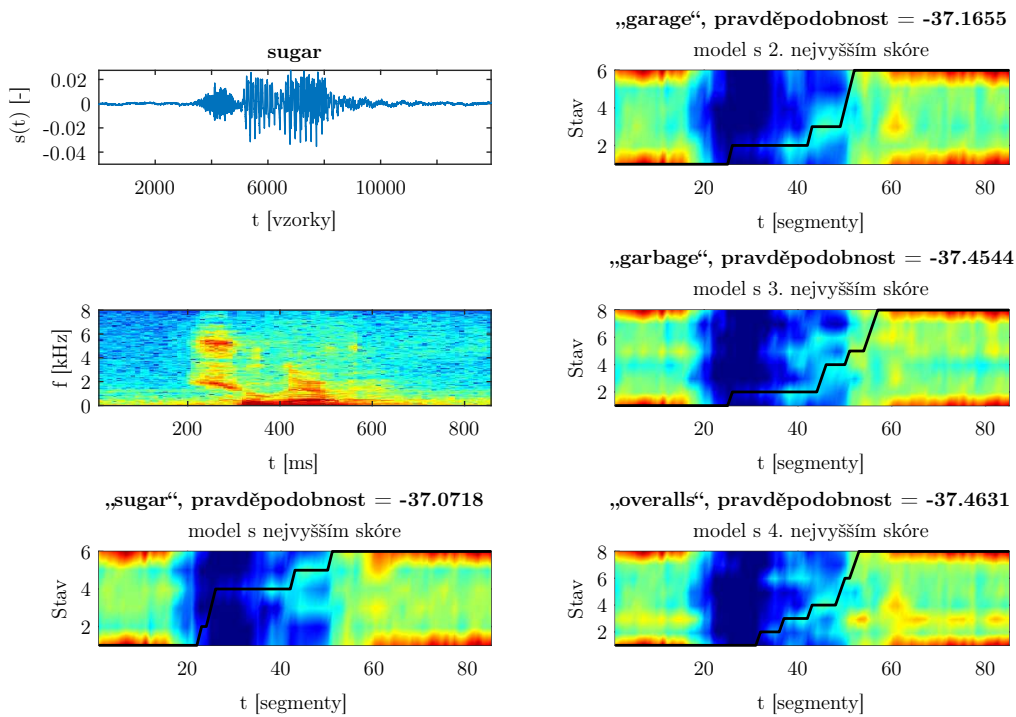 sugar
s(t) [-]
0.02
0
-0.02
-0.04
2000
6000
10000
t [vzorky]
„garage“, pravděpodobnost = -37.1655
model s 2. nejvyšším skóre
Stav
6
4
2
20
40
60
80
t [segmenty]
f [kHz]
8
6
4
2
0
200
400
600
800
t [ms]
„garbage“, pravděpodobnost = -37.4544
model s 3. nejvyšším skóre
Stav
8
6
4
2
20
40
60
80
t [segmenty]
„sugar“, pravděpodobnost = -37.0718
model s nejvyšším skóre
Stav
6
4
2
20
40
60
80
t [segmenty]
„overalls“, pravděpodobnost = -37.4631
model s 4. nejvyšším skóre
Stav
8
6
4
2
20
40
60
80
t [segmenty]